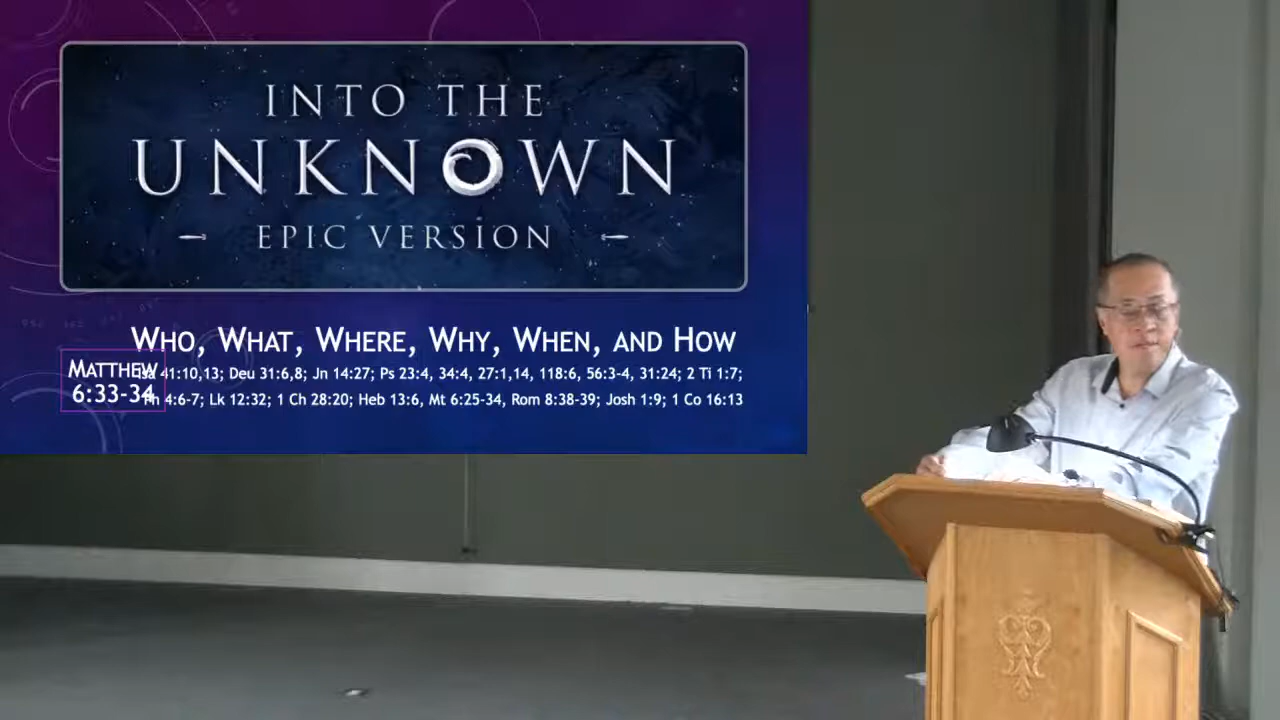 INTO THE
UNKNOWN
EPIC VERSION
WHO, WHAT, WHERE, WHY, WHEN, AND HOW
MATTHEW
6:33-34
41:10,13; Deu 31:6,8; Jn 14:27; Ps 23:4, 34:4, 27:1,14, 118:6, 56:3-4, 31:24; 2 Ti 1:7;
4:6-7; Lk 12:32; 1 Ch 28:20; Heb 13:6, Mt 6:25-34, Rom 8:38-39; Josh 1:9; 1 Co 16:13